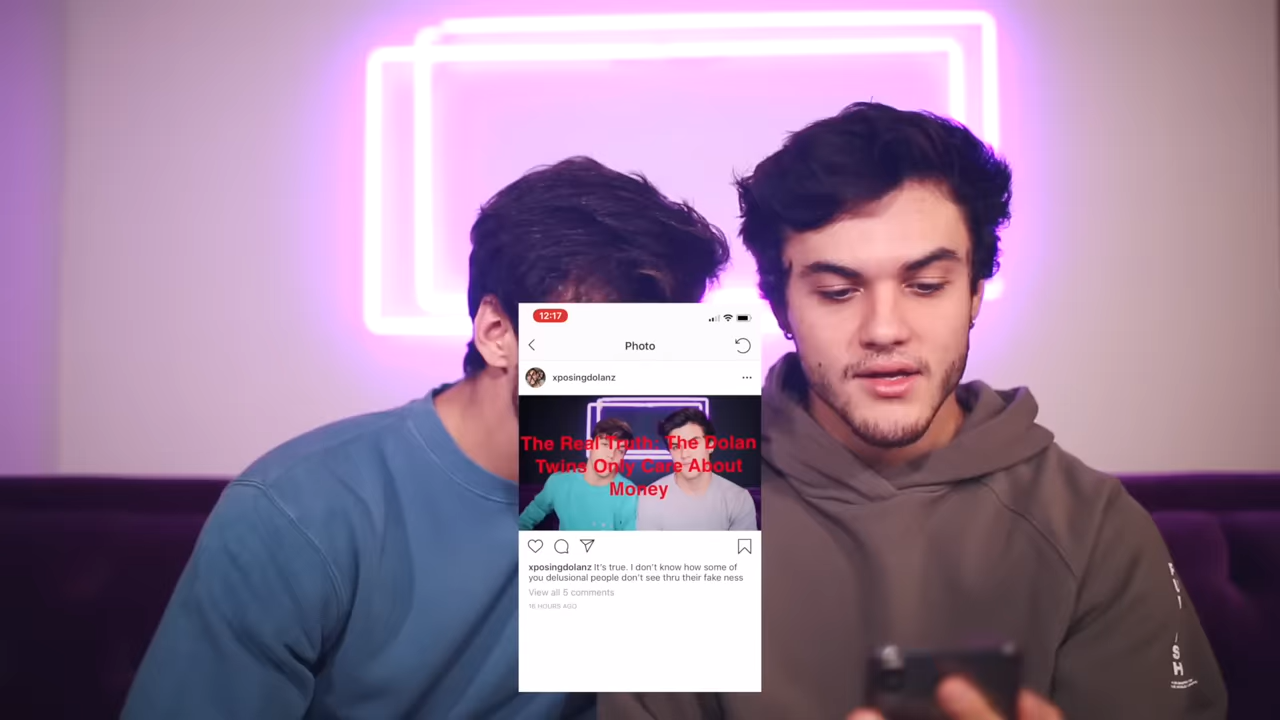 12:17
Photo
xposingdolanz
The Real Truth: The Dolan
Twins Only Care About
Money
xposingdolanz It's true. I don't know how some of
you delusional people don't see thru their fake ness
View all 5 comments
16 HOURS AGO